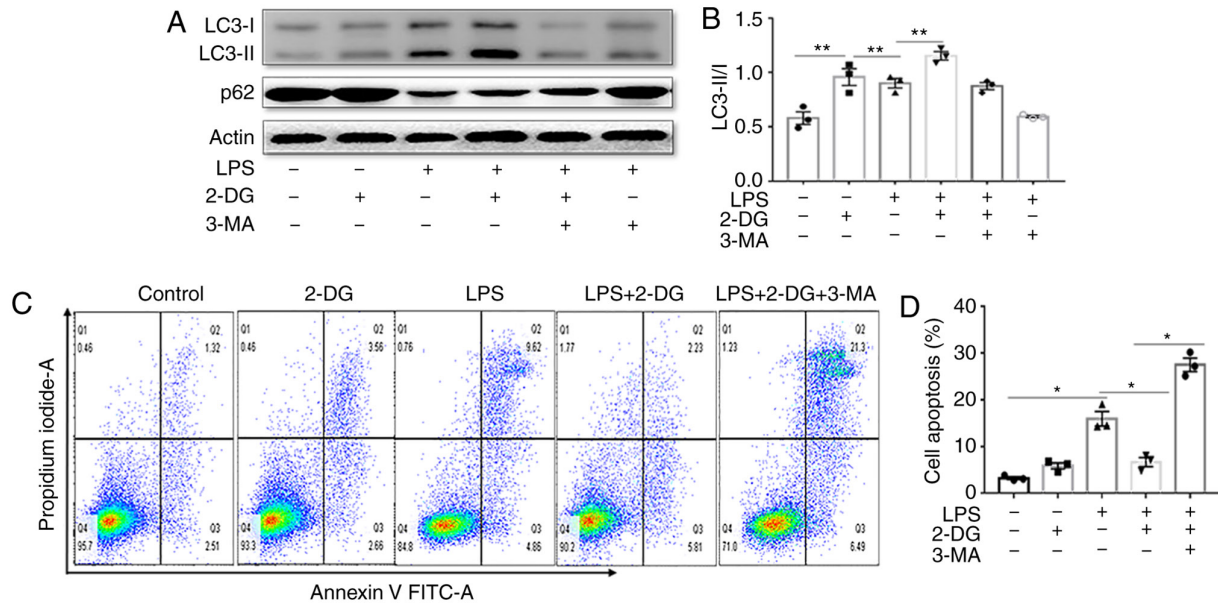 A
LC3-I
LC3-II
p62
Actin
LPS – – + + + +
2-DG – + – + + –
3-MA – – – – + +
B
LC3-II/I
1.5
1.0
0.5
0.0
** ** **
LPS – – + + + +
2-DG – + – + + –
3-MA – – – – + +
C
Control 2-DG LPS LPS+2-DG LPS+2-DG+3-MA
Propidium iodide-A
Q1 Q2 Q1 Q2 Q1 Q2 Q1 Q2 Q1 Q2
0.46 1.32 0.46 3.56 0.76 9.62 1.77 2.23 1.23 21.3
Q4 Q3 Q4 Q3 Q4 Q3 Q4 Q3 Q4 Q3
95.7 2.51 93.3 2.66 84.8 4.86 90.2 5.81 71.0 6.49
Annexin V FITC-A
D
Cell apoptosis (%)
40
30
20
10
0
* * *
LPS – – + + +
2-DG – + – + +
3-MA – – – – +